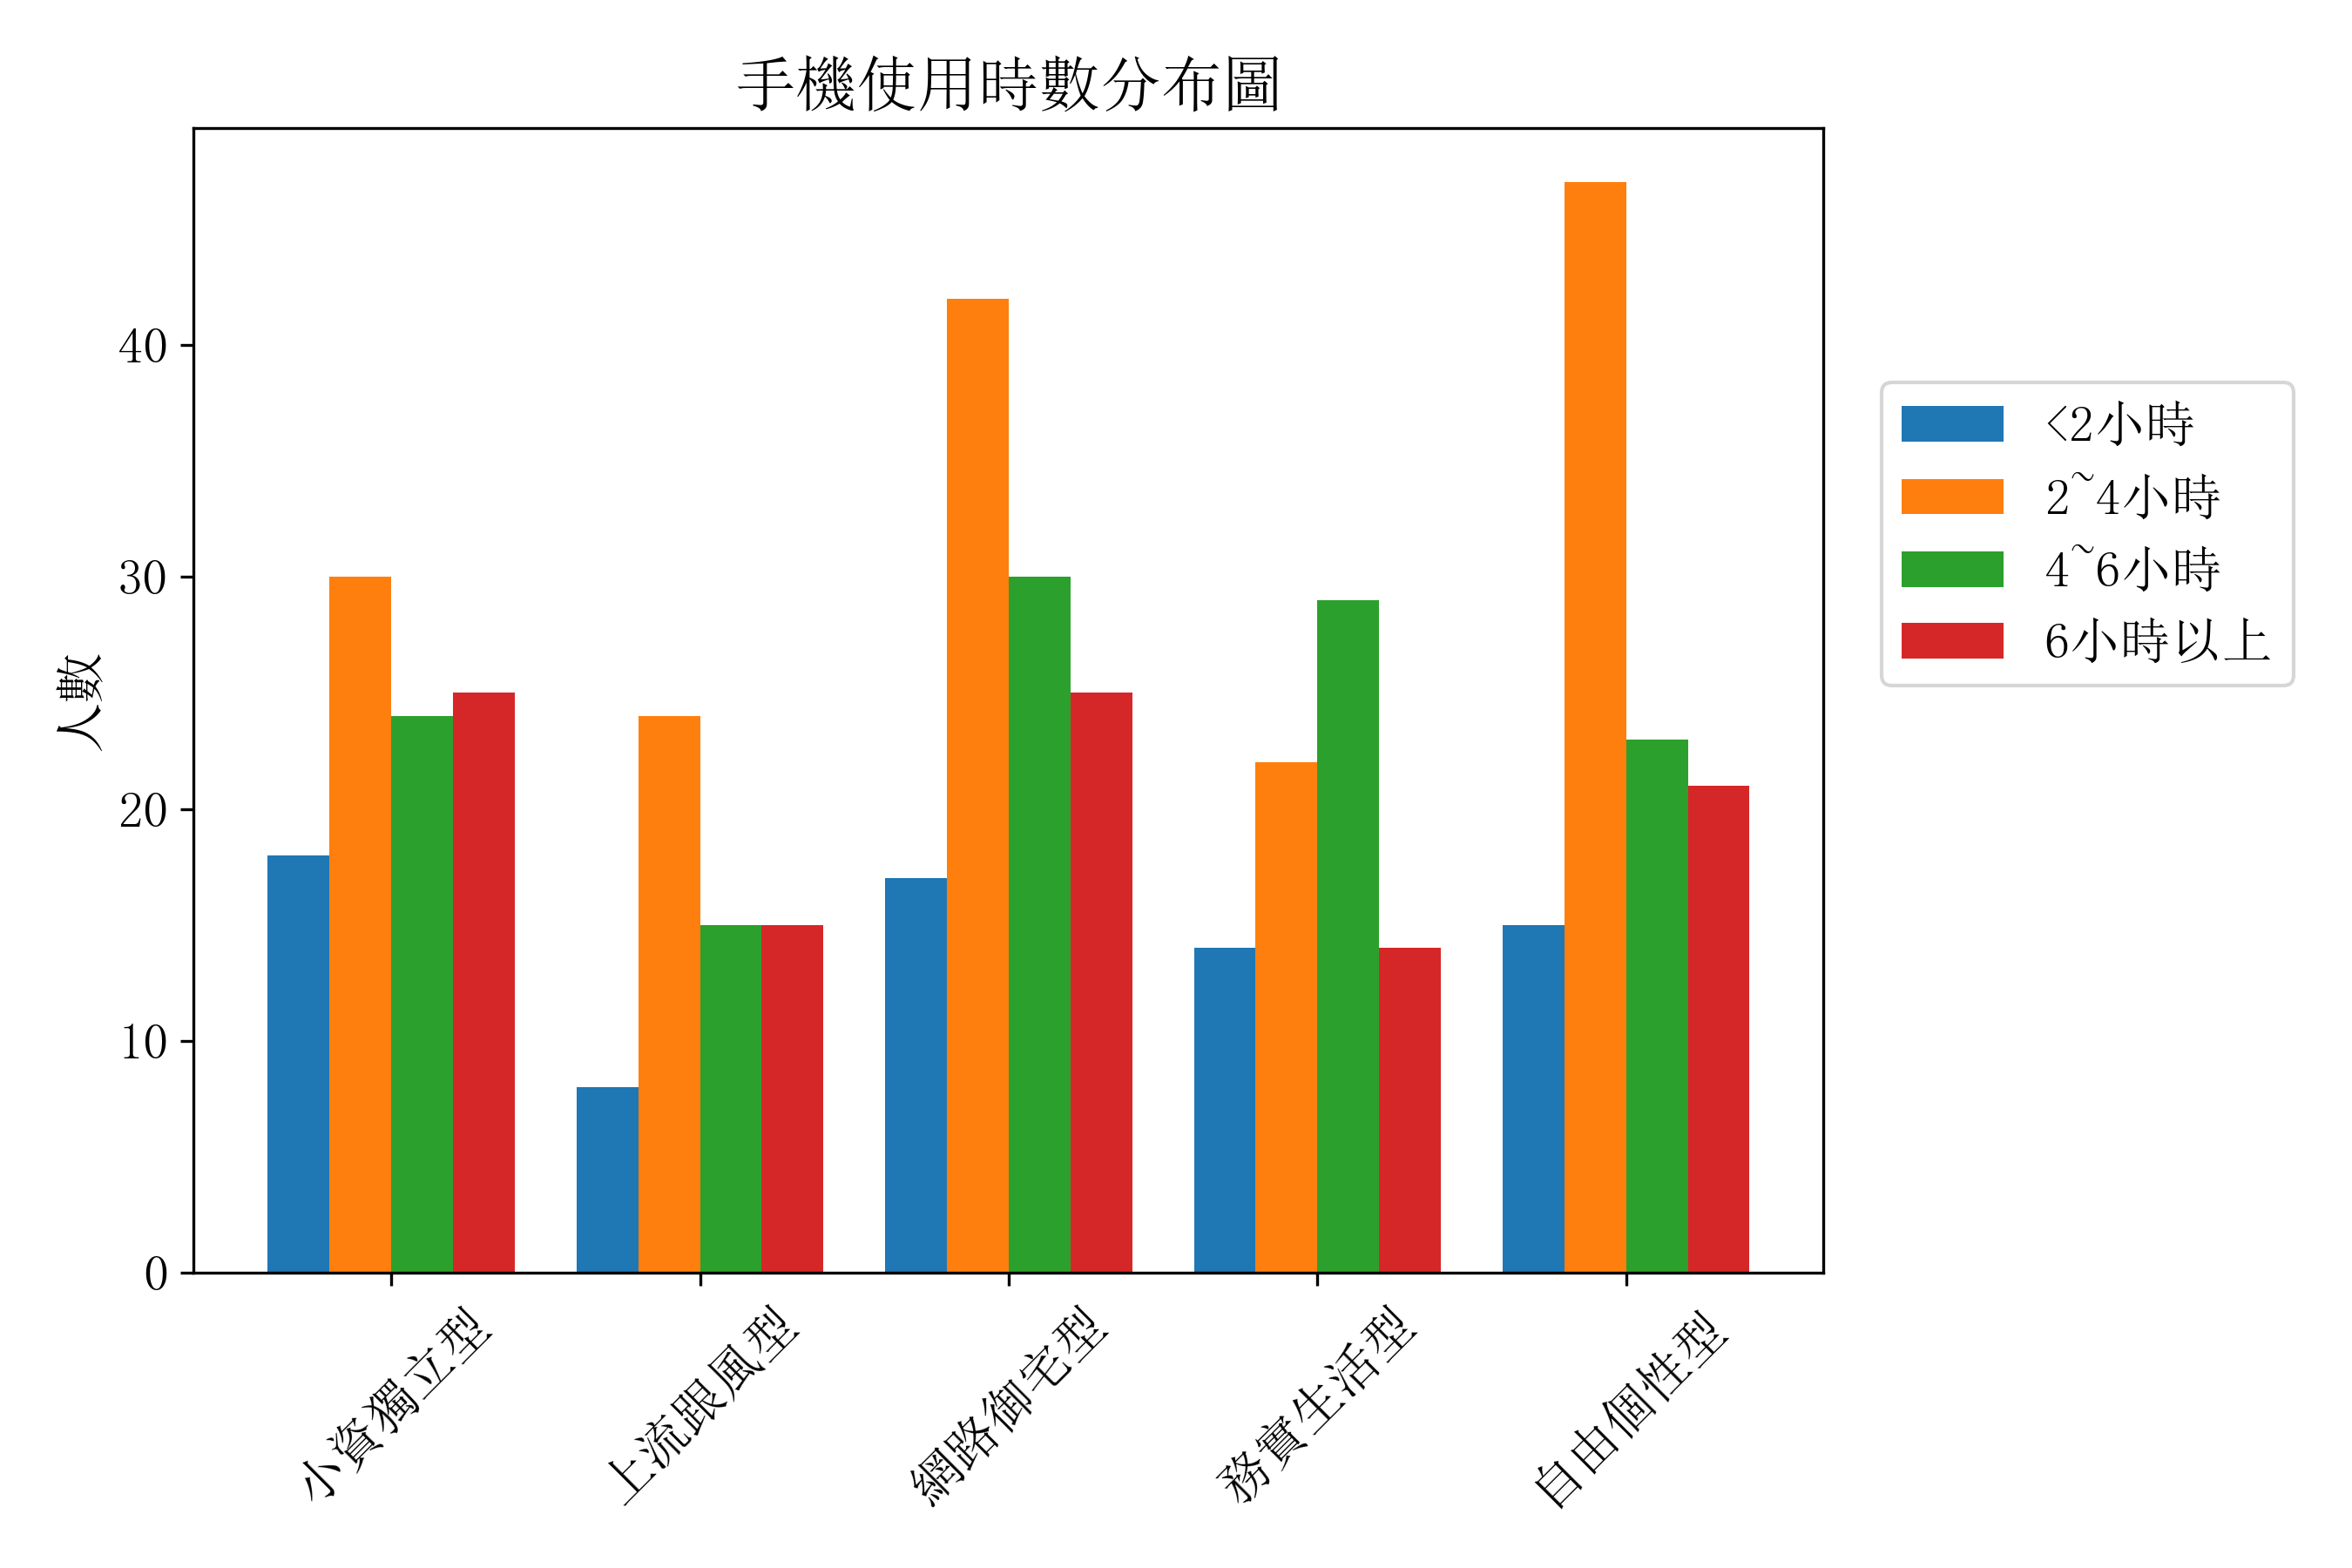 手機使用時數分布圖
人數
40
30
20
10
0
<2小時
2~4小時
4~6小時
6小時以上
小資獨立型
上流跟風型
網路御宅型
務實生活型
自由個性型